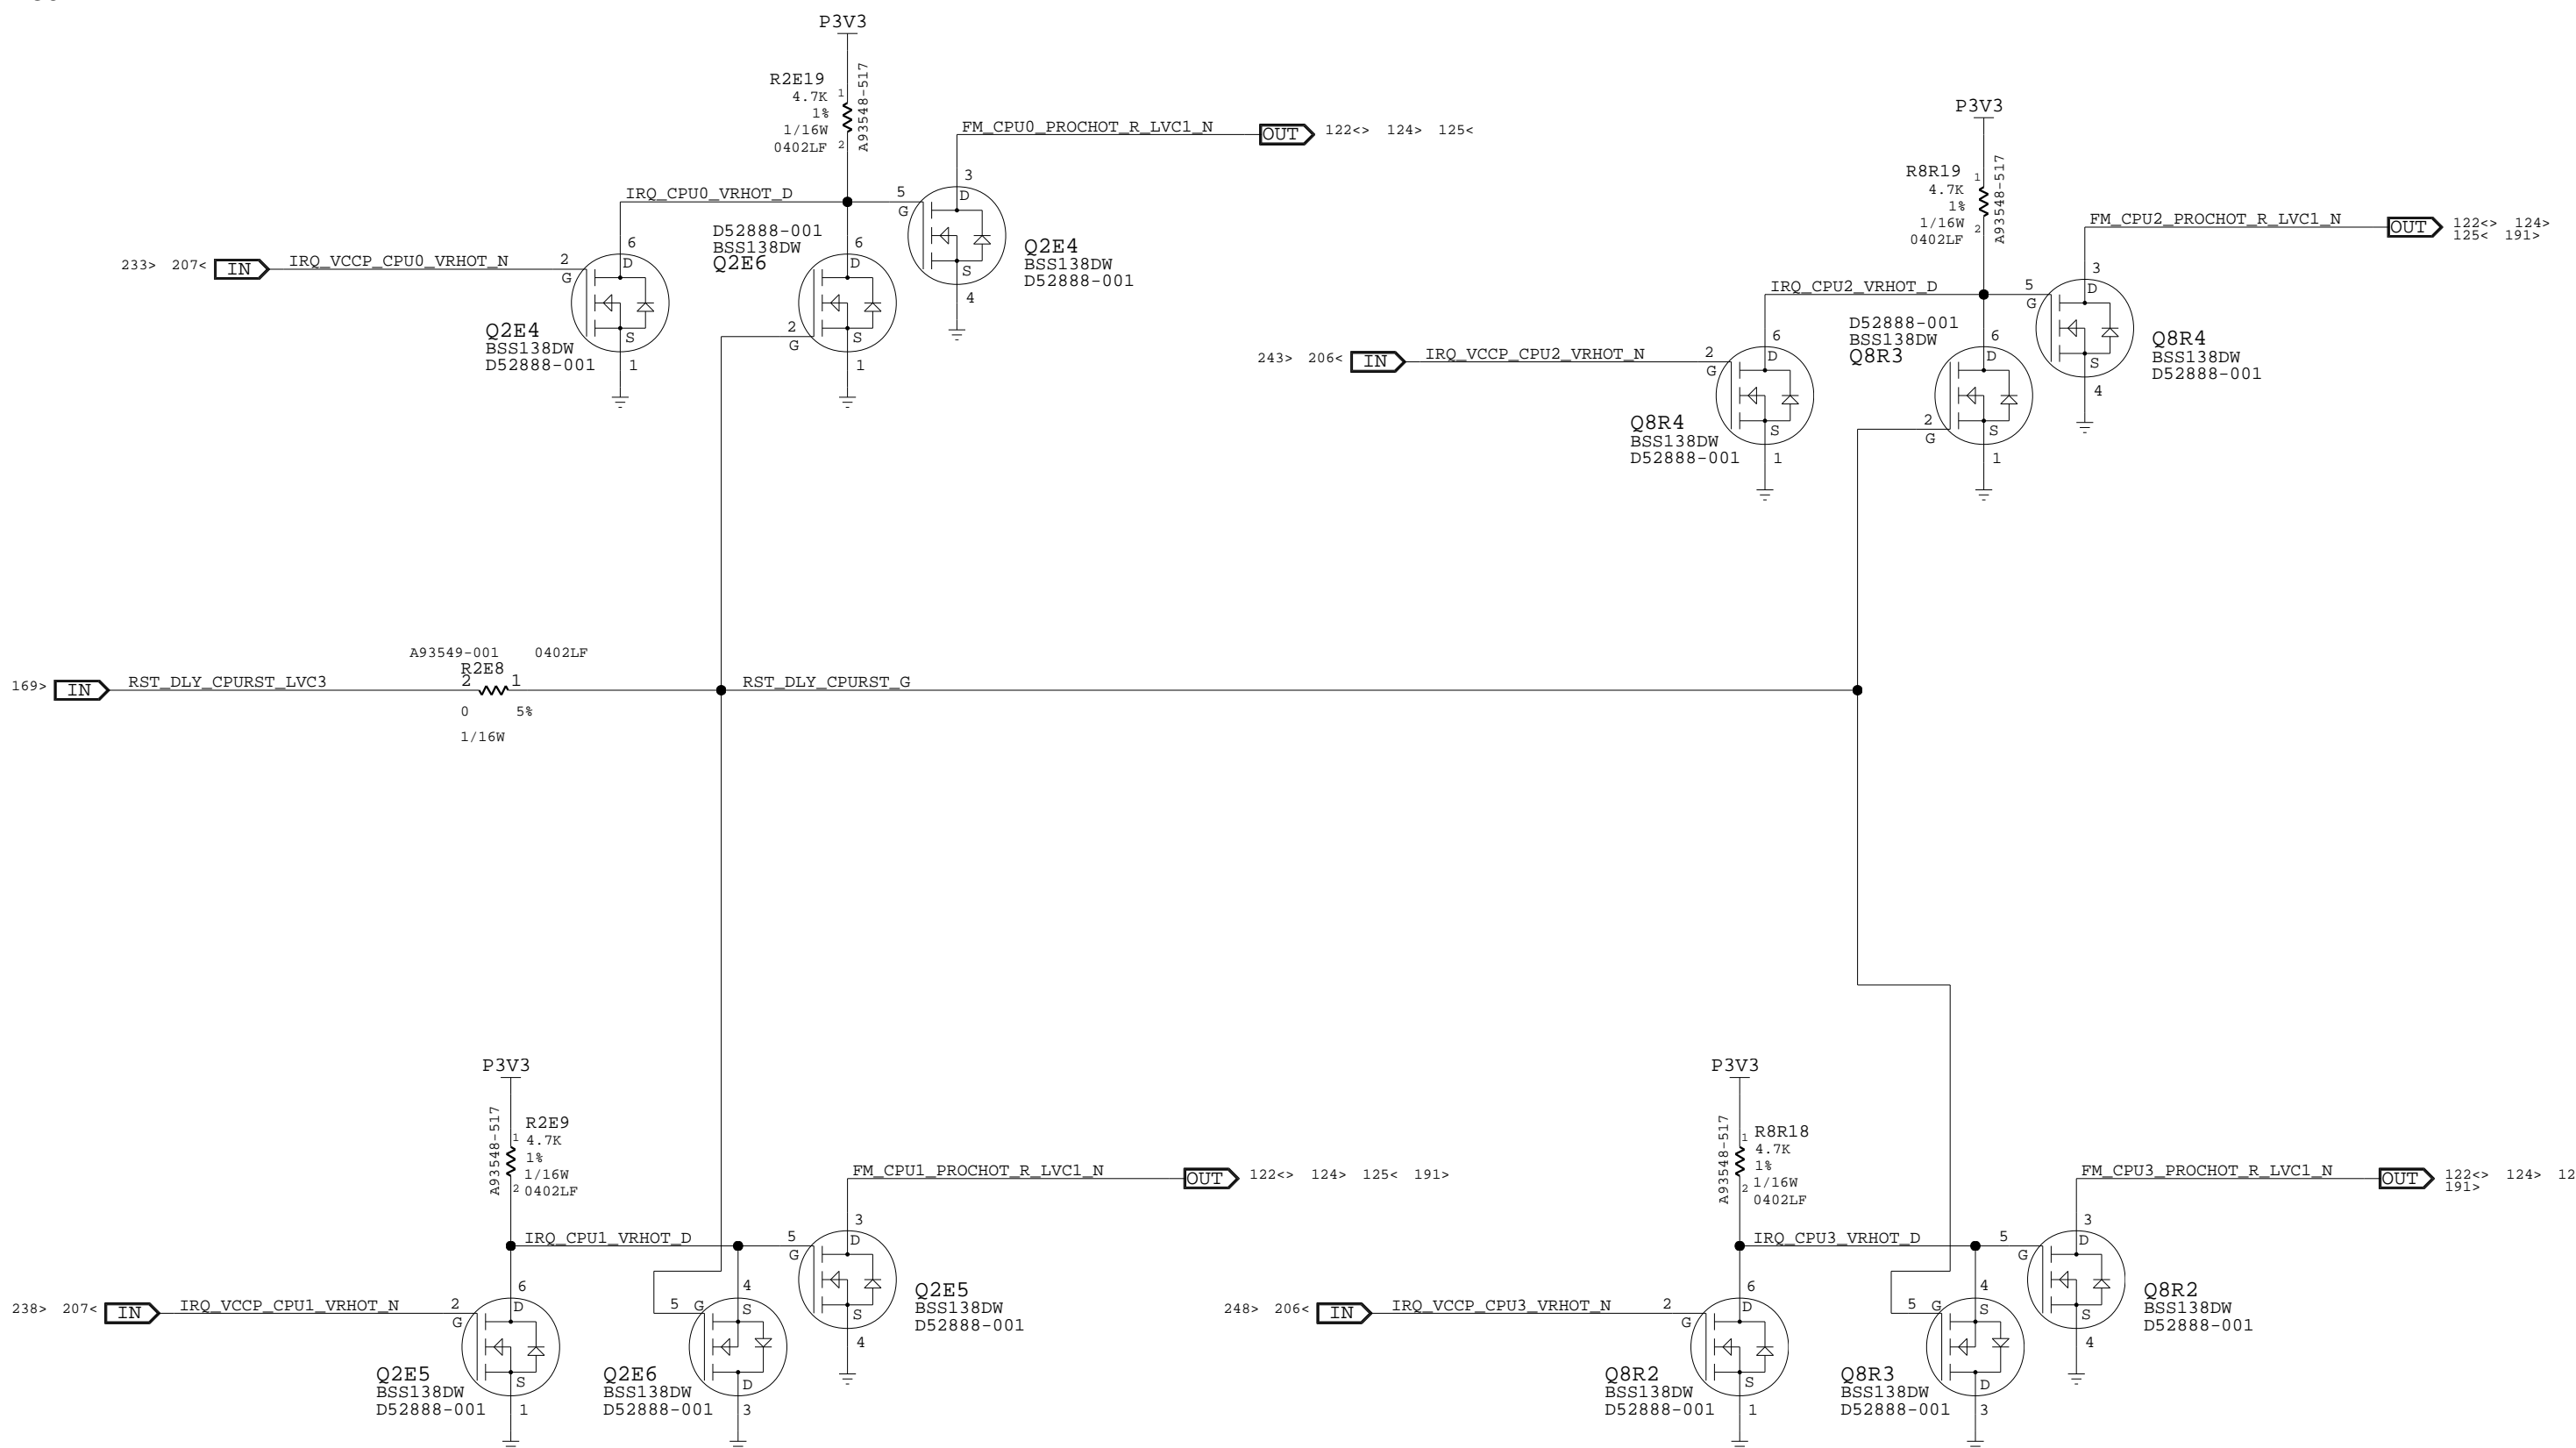 P3V3
R2E19
4.7K
1%
1/16W
0402LF
1
2
A93548-517
FM_CPU0_PROCHOT_R_LVC1_N
OUT
122<> 124> 125<
IRQ_CPU0_VRHOT_D
5
G
3
D
S
4
Q2E4
BSS138DW
D52888-001
D52888-001
BSS138DW
Q2E6
6
D
2
G
S
1
233> 207<
IN
IRQ_VCCP_CPU0_VRHOT_N
2
G
6
D
S
1
Q2E4
BSS138DW
D52888-001
P3V3
R8R19
4.7K
1%
1/16W
0402LF
1
2
A93548-517
FM_CPU2_PROCHOT_R_LVC1_N
OUT
122<> 124>
125< 191>
IRQ_CPU2_VRHOT_D
5
G
3
D
S
4
Q8R4
BSS138DW
D52888-001
D52888-001
BSS138DW
Q8R3
6
D
2
G
S
1
243> 206<
IN
IRQ_VCCP_CPU2_VRHOT_N
2
G
6
D
S
1
Q8R4
BSS138DW
D52888-001
A93549-001 0402LF
R2E8
169>
IN
RST_DLY_CPURST_LVC3
2 1
RST_DLY_CPURST_G
0 5%
1/16W
P3V3
A93548-517
R2E9
1
4.7K
1%
1/16W
2
0402LF
FM_CPU1_PROCHOT_R_LVC1_N
OUT
122<> 124> 125< 191>
IRQ_CPU1_VRHOT_D
5
G
3
D
S
4
Q2E5
BSS138DW
D52888-001
238> 207<
IN
IRQ_VCCP_CPU1_VRHOT_N
2
G
6
D
S
1
Q2E5
BSS138DW
D52888-001
5
G
4
S
D
3
Q2E6
BSS138DW
D52888-001
P3V3
A93548-517
R8R18
1
4.7K
1%
1/16W
2
0402LF
FM_CPU3_PROCHOT_R_LVC1_N
OUT
122<> 124> 12
191>
IRQ_CPU3_VRHOT_D
5
G
3
D
S
4
Q8R2
BSS138DW
D52888-001
248> 206<
IN
IRQ_VCCP_CPU3_VRHOT_N
2
G
6
D
S
1
Q8R2
BSS138DW
D52888-001
5
G
4
S
D
3
Q8R3
BSS138DW
D52888-001